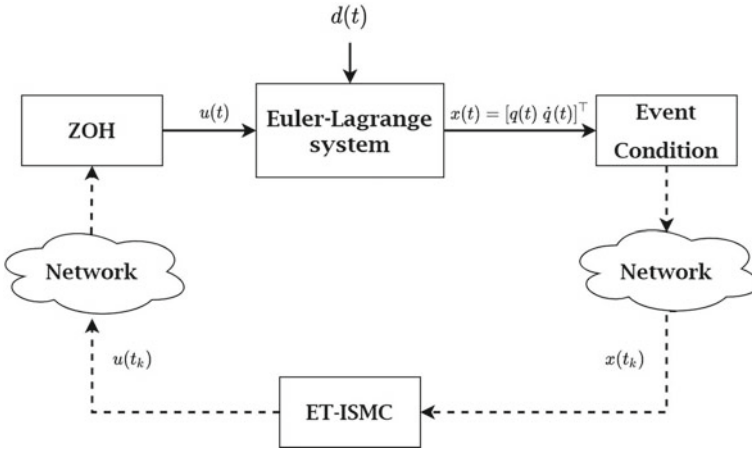 d(t)
ZOH
u(t)
Euler-Lagrange
system
x(t) = [q(t) q̇(t)]⊤
Event
Condition
Network
Network
u(t_k)
x(t_k)
ET-ISMC